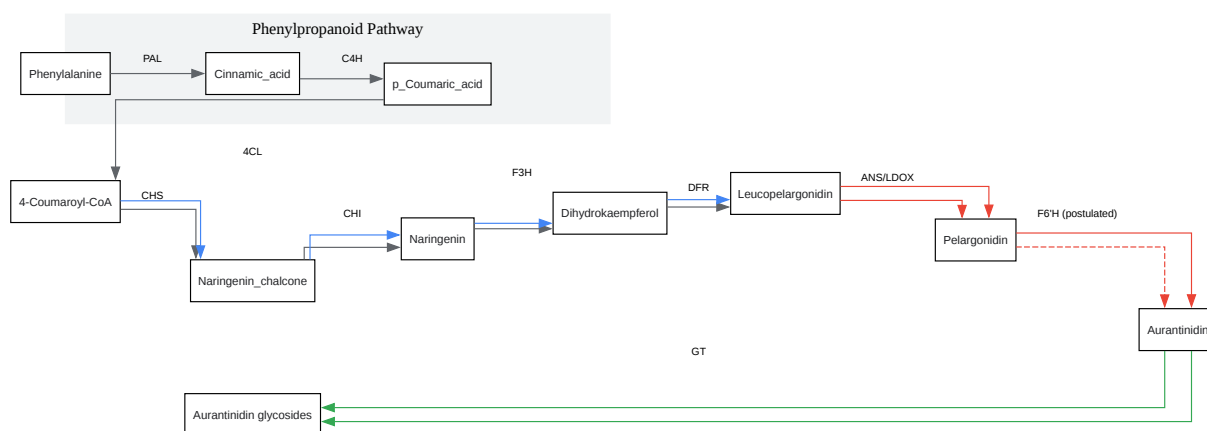 Phenylpropanoid Pathway
PAL
C4H
Phenylalanine
Cinnamic_acid
p_Coumaric_acid
4CL
F3H
ANS/LDOX
DFR
CHS
Leucopelargonidin
4-Coumaroyl-CoA
CHI
Dihydrokaempferol
F6'H (postulated)
Naringenin
Pelargonidin
Naringenin_chalcone
Aurantinidin
GT
Aurantinidin glycosides